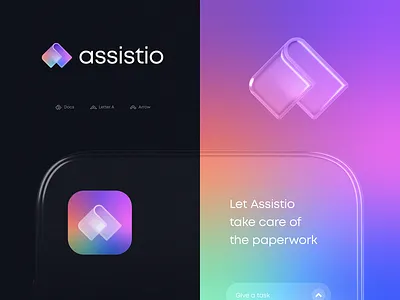 assistio
Docs
Letter A
Arrow
Let Assistio
take care of
the paperwork
Give a task